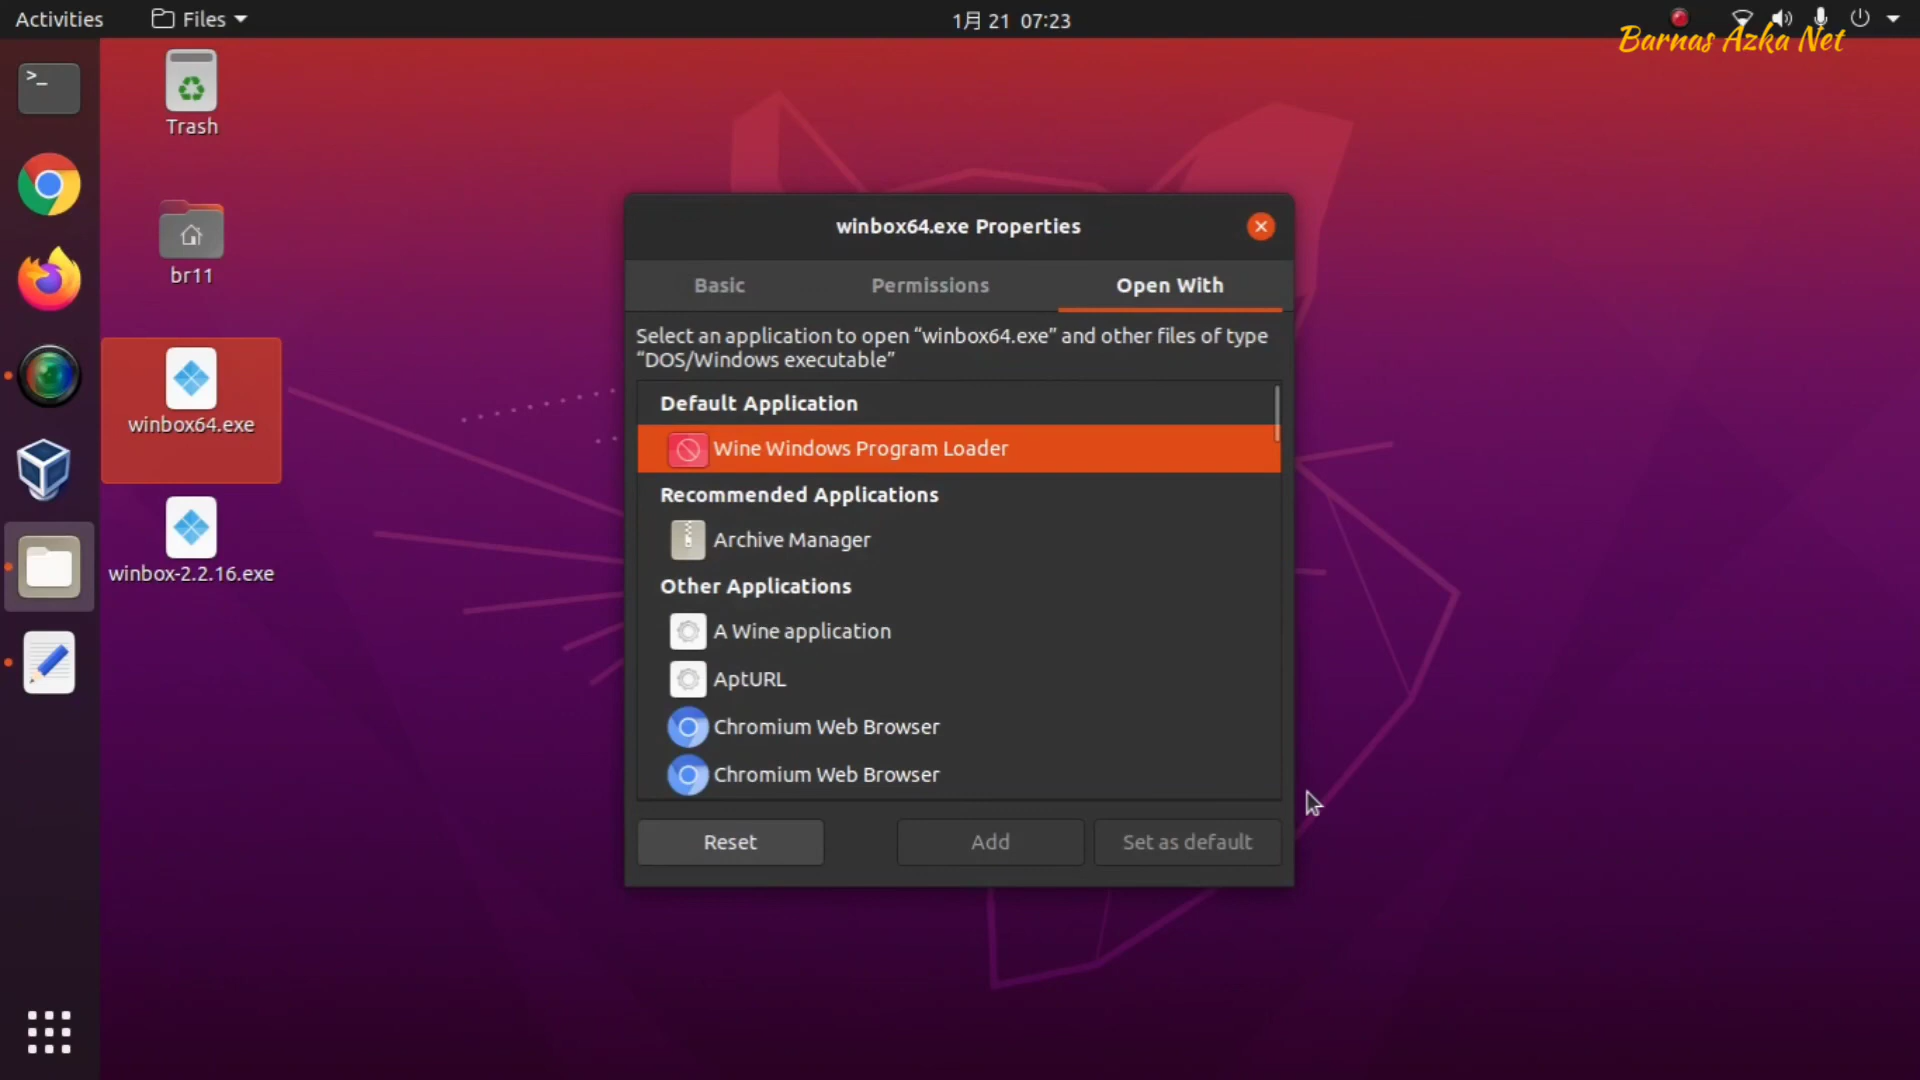 Activities
Files
1月 21 07:23
Barnas Azka Net
>_
Trash
br11
winbox64.exe
winbox-2.2.16.exe
winbox64.exe Properties
Basic
Permissions
Open With
Select an application to open “winbox64.exe” and other files of type
“DOS/Windows executable”
Default Application
Wine Windows Program Loader
Recommended Applications
Archive Manager
Other Applications
A Wine application
AptURL
Chromium Web Browser
Chromium Web Browser
Reset
Add
Set as default